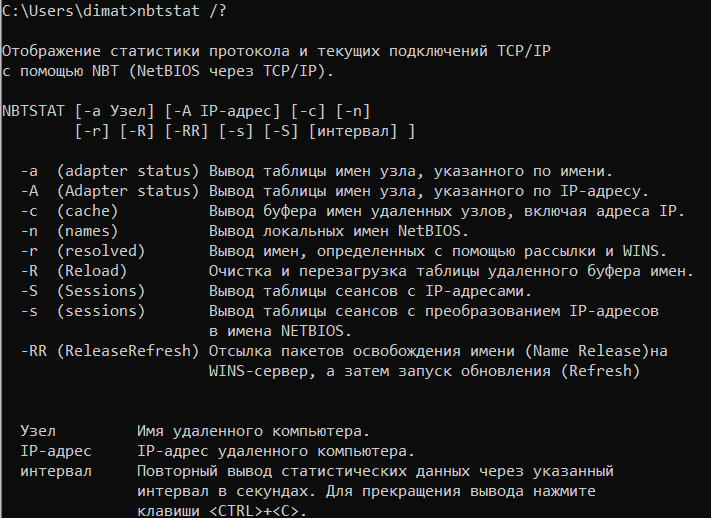 C:\Users\dimat>nbtstat /?
Отображение статистики протокола и текущих подключений TCP/IP
с помощью NBT (NetBIOS через TCP/IP).
NBTSTAT [-a Узел] [-A IP-адрес] [-c] [-n]
[-r] [-R] [-RR] [-s] [-S] [интервал] ]
-a (adapter status) Вывод таблицы имен узла, указанного по имени.
-A (Adapter status) Вывод таблицы имен узла, указанного по IP-адресу.
-c (cache) Вывод буфера имен удаленных узлов, включая адреса IP.
-n (names) Вывод локальных имен NetBIOS.
-r (resolved) Вывод имен, определенных с помощью рассылки и WINS.
-R (Reload) Очистка и перезагрузка таблицы удаленного буфера имен.
-S (Sessions) Вывод таблицы сеансов с IP-адресами.
-s (sessions) Вывод таблицы сеансов с преобразованием IP-адресов
в имена NETBIOS.
-RR (ReleaseRefresh) Отсылка пакетов освобождения имени (Name Release)на
WINS-сервер, а затем запуск обновления (Refresh)
Узел Имя удаленного компьютера.
IP-адрес IP-адрес удаленного компьютера.
интервал Повторный вывод статистических данных через указанный
интервал в секундах. Для прекращения вывода нажмите
клавиши <CTRL>+<C>.